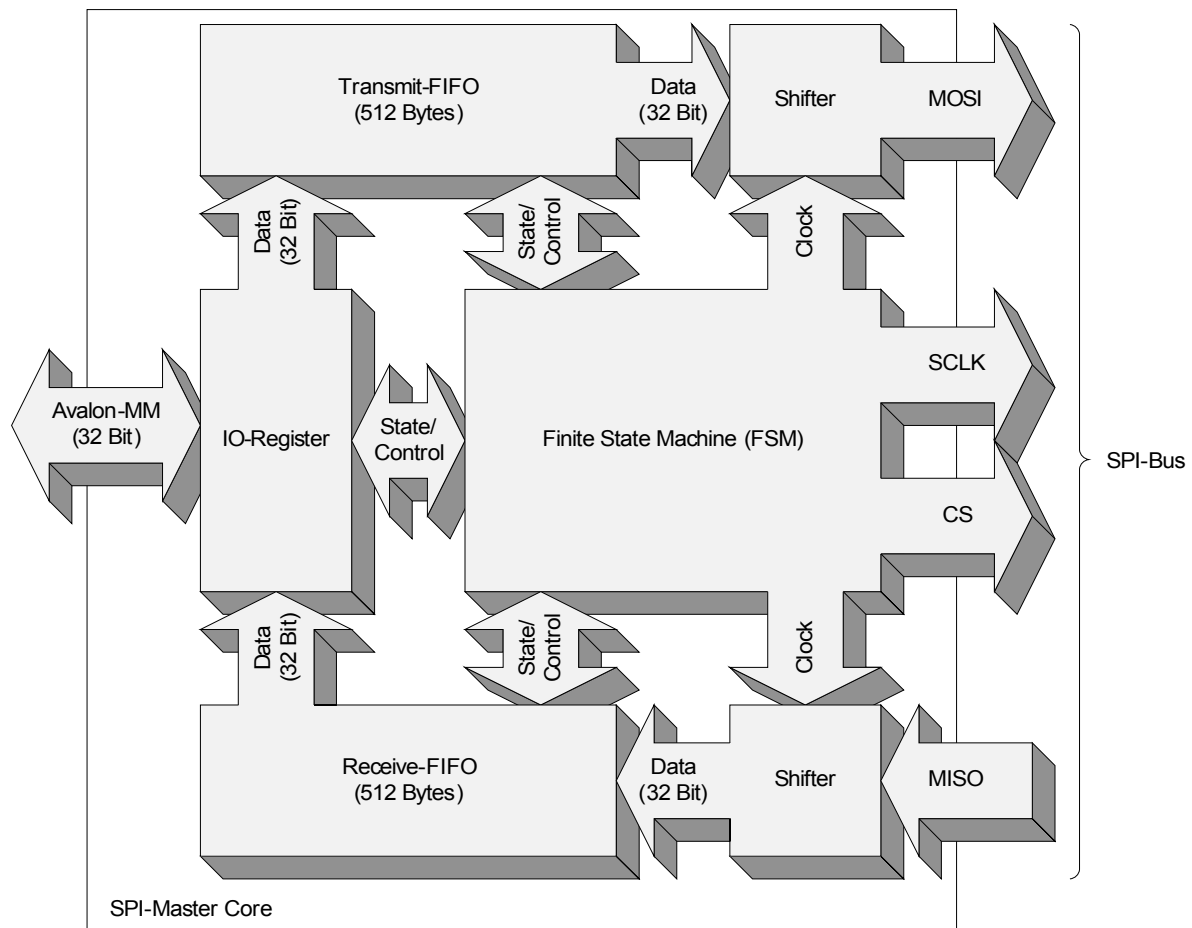 Transmit-FIFO
(512 Bytes)
Data
(32 Bit)
Shifter
MOSI
Data
(32 Bit)
State/
Control
Clock
Avalon-MM
(32 Bit)
IO-Register
State/
Control
Finite State Machine (FSM)
SCLK
CS
SPI-Bus
Data
(32 Bit)
State/
Control
Clock
Receive-FIFO
(512 Bytes)
Data
(32 Bit)
Shifter
MISO
SPI-Master Core